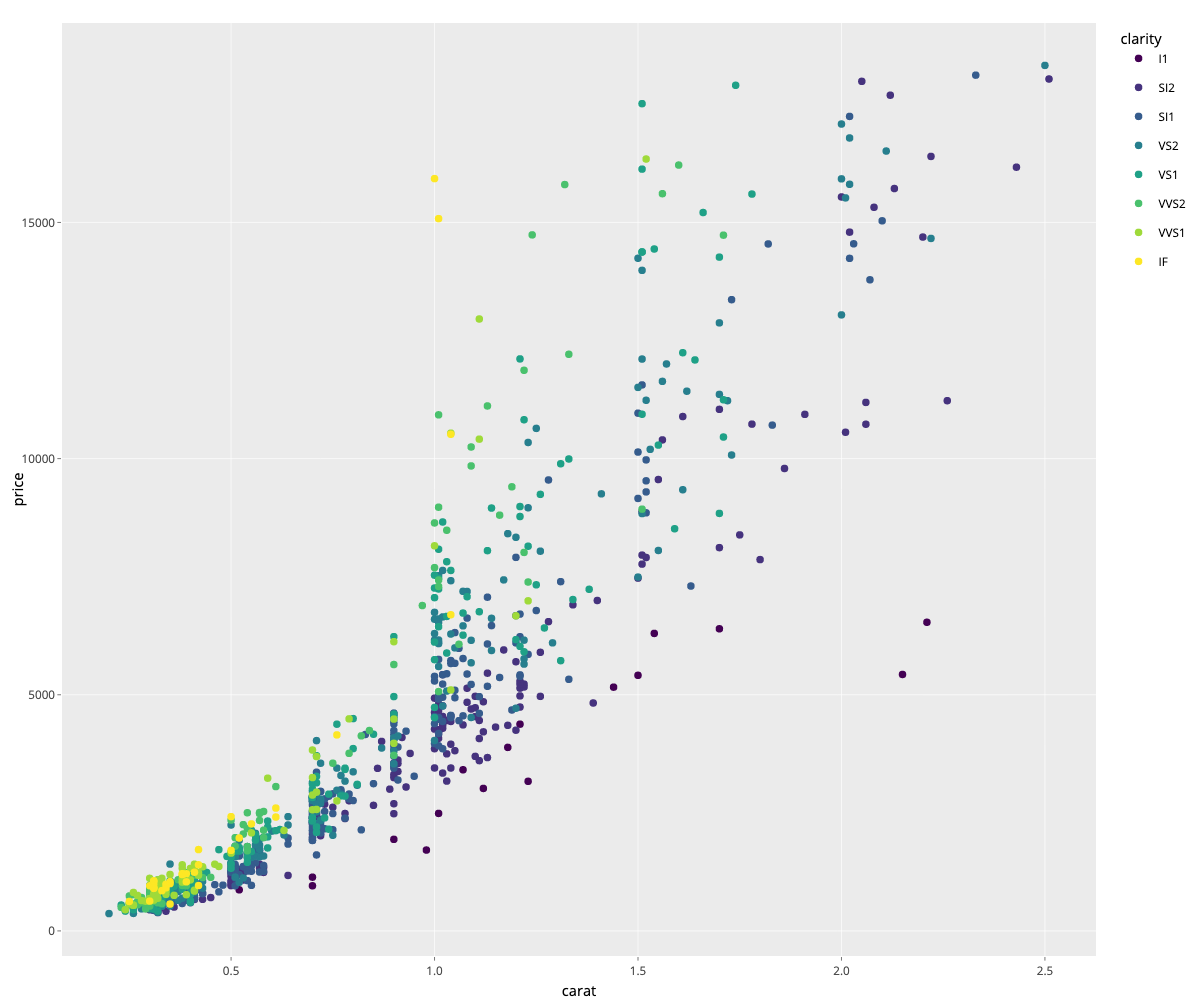 clarity
I1
SI2
SI1
VS2
VS1
VVS2
VVS1
IF
price
15000
10000
5000
0
0.5 1.0 1.5 2.0 2.5
carat